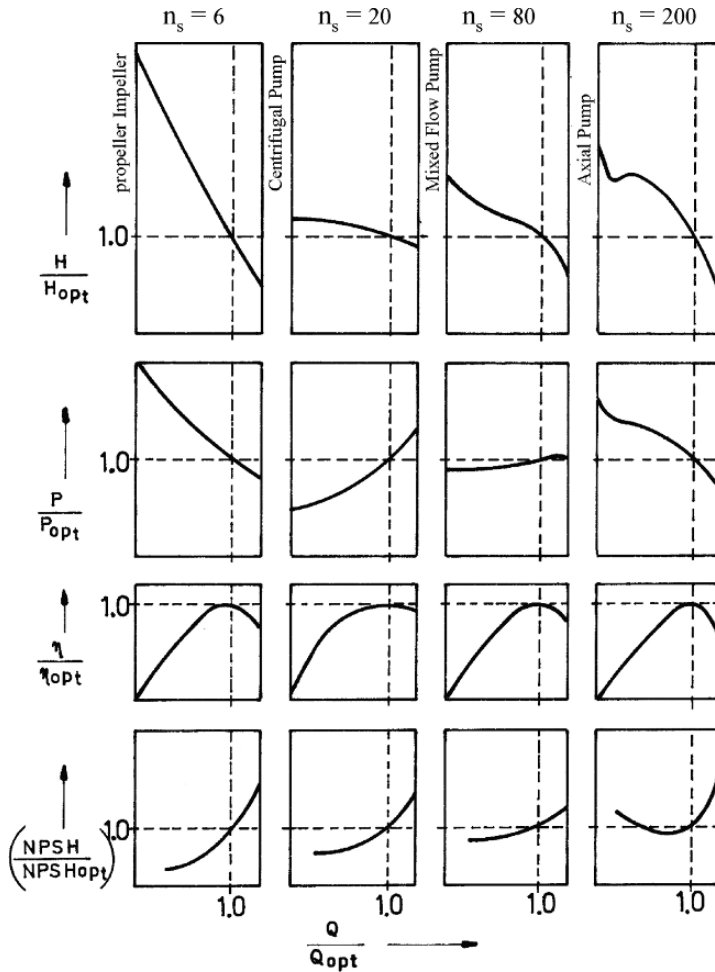 n_s = 6
n_s = 20
n_s = 80
n_s = 200
propeller Impeller
Centrifugal Pump
Mixed Flow Pump
Axial Pump
1.0
H
H_opt
1.0
P
P_opt
1.0
η
η_opt
1.0
(NPSH
NPSH_opt)
1.0
1.0
1.0
1.0
Q
Q_opt